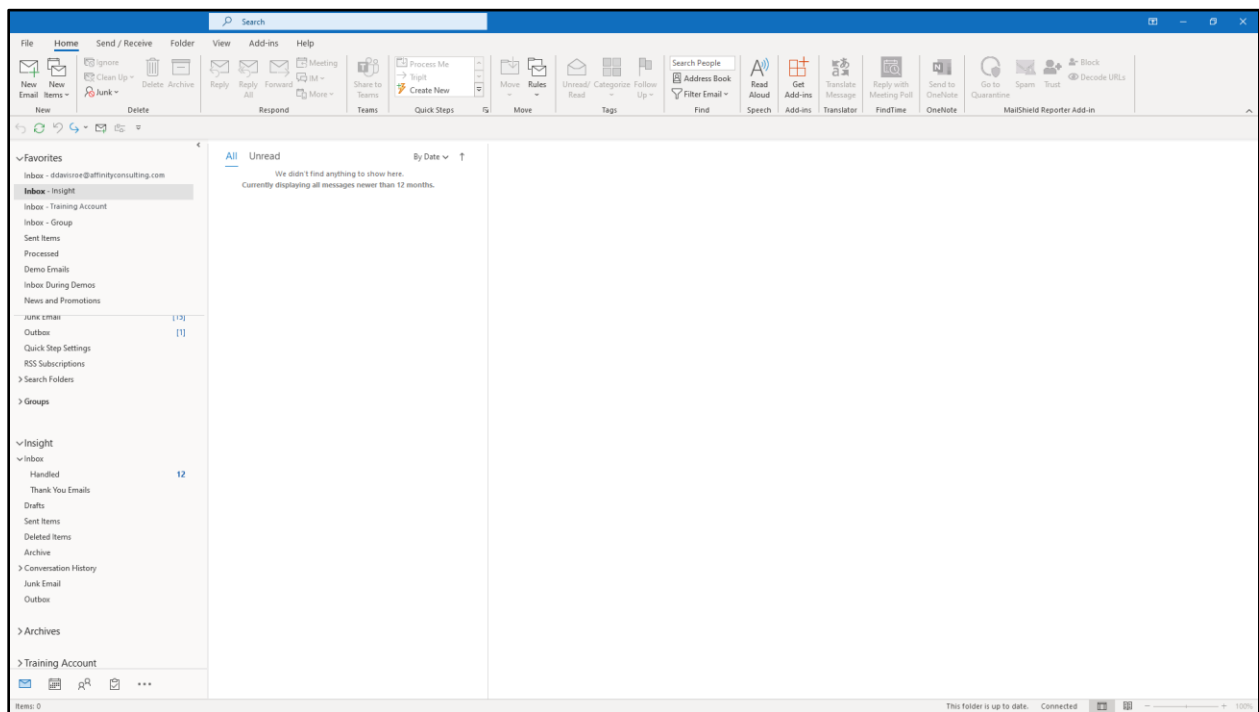 Search
File Home Send / Receive Folder View Add-ins Help
New Email
New Items
Ignore
Clean Up
Junk
Delete
Archive
Reply
Reply All
Forward
Meeting
IM
More
Share to Teams
Process Me
TripIt
Create New
Move
Rules
Unread/ Read
Categorize
Follow Up
Search People
Address Book
Filter Email
Read Aloud
Get Add-ins
Translate Message
Reply with Meeting Poll
Send to OneNote
Go to Quarantine
Spam
Trust
Block
Decode URLs
New Delete Respond Teams Quick Steps Move Tags Find Speech Add-ins Translator FindTime OneNote MailShield Reporter Add-in
Favorites
Inbox - ddavisroe@affinityconsulting.com
Inbox - Insight
Inbox - Training Account
Inbox - Group
Sent Items
Processed
Demo Emails
Inbox During Demos
News and Promotions
Junk Email [15]
Outbox [1]
Quick Step Settings
RSS Subscriptions
Search Folders
Groups
Insight
Inbox
Handled 12
Thank You Emails
Drafts
Sent Items
Deleted Items
Archive
Conversation History
Junk Email
Outbox
Archives
Training Account
All Unread By Date
We didn't find anything to show here.
Currently displaying all messages newer than 12 months.
Items: 0
This folder is up to date. Connected 100%